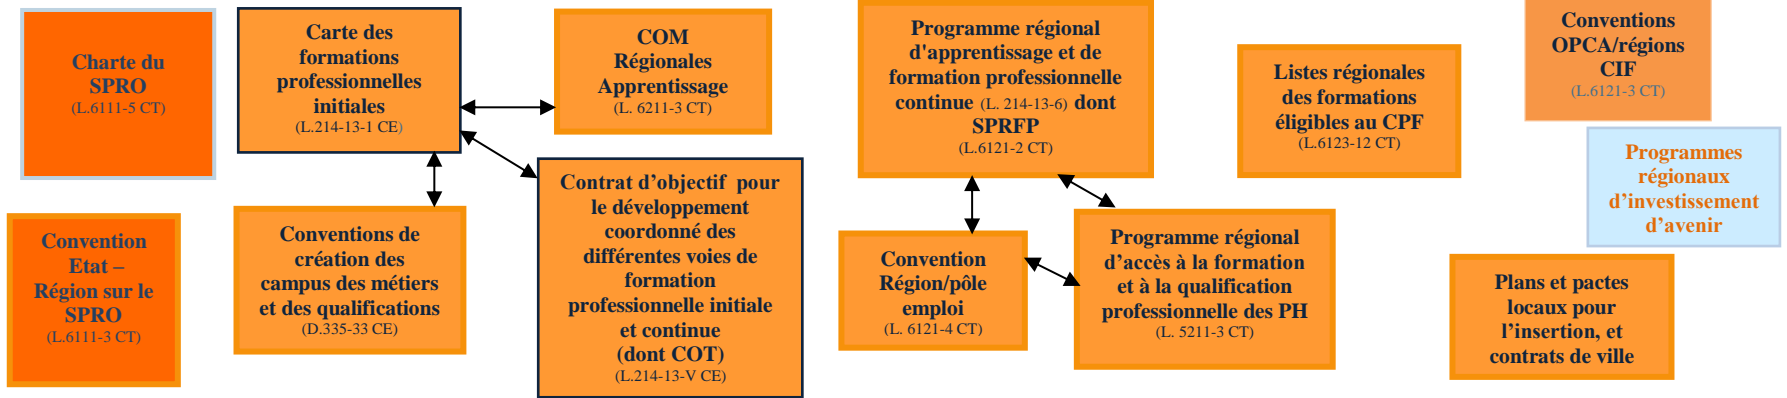 Charte du
SPRO
(L.6111-5 CT)
Convention
Etat –
Région sur le
SPRO
(L.6111-3 CT)
Carte des
formations
professionnelles
initiales
(L.214-13-1 CE)
COM
Régionales
Apprentissage
(L. 6211-3 CT)
Conventions de
création des
campus des métiers
et des qualifications
(D.335-33 CE)
Contrat d’objectif pour
le développement
coordonné des
différentes voies de
formation
professionnelle initiale
et continue
(dont COT)
(L.214-13-V CE)
Programme régional
d'apprentissage et de
formation professionnelle
continue (L. 214-13-6) dont
SPRFP
(L.6121-2 CT)
Convention
Région/pôle
emploi
(L. 6121-4 CT)
Programme régional
d’accès à la formation
et à la qualification
professionnelle des PH
(L. 5211-3 CT)
Listes régionales
des formations
éligibles au CPF
(L.6123-12 CT)
Conventions
OPCA/régions
CIF
(L.6121-3 CT)
Programmes
régionaux
d’investissement
d’avenir
Plans et pactes
locaux pour
l’insertion, et
contrats de ville